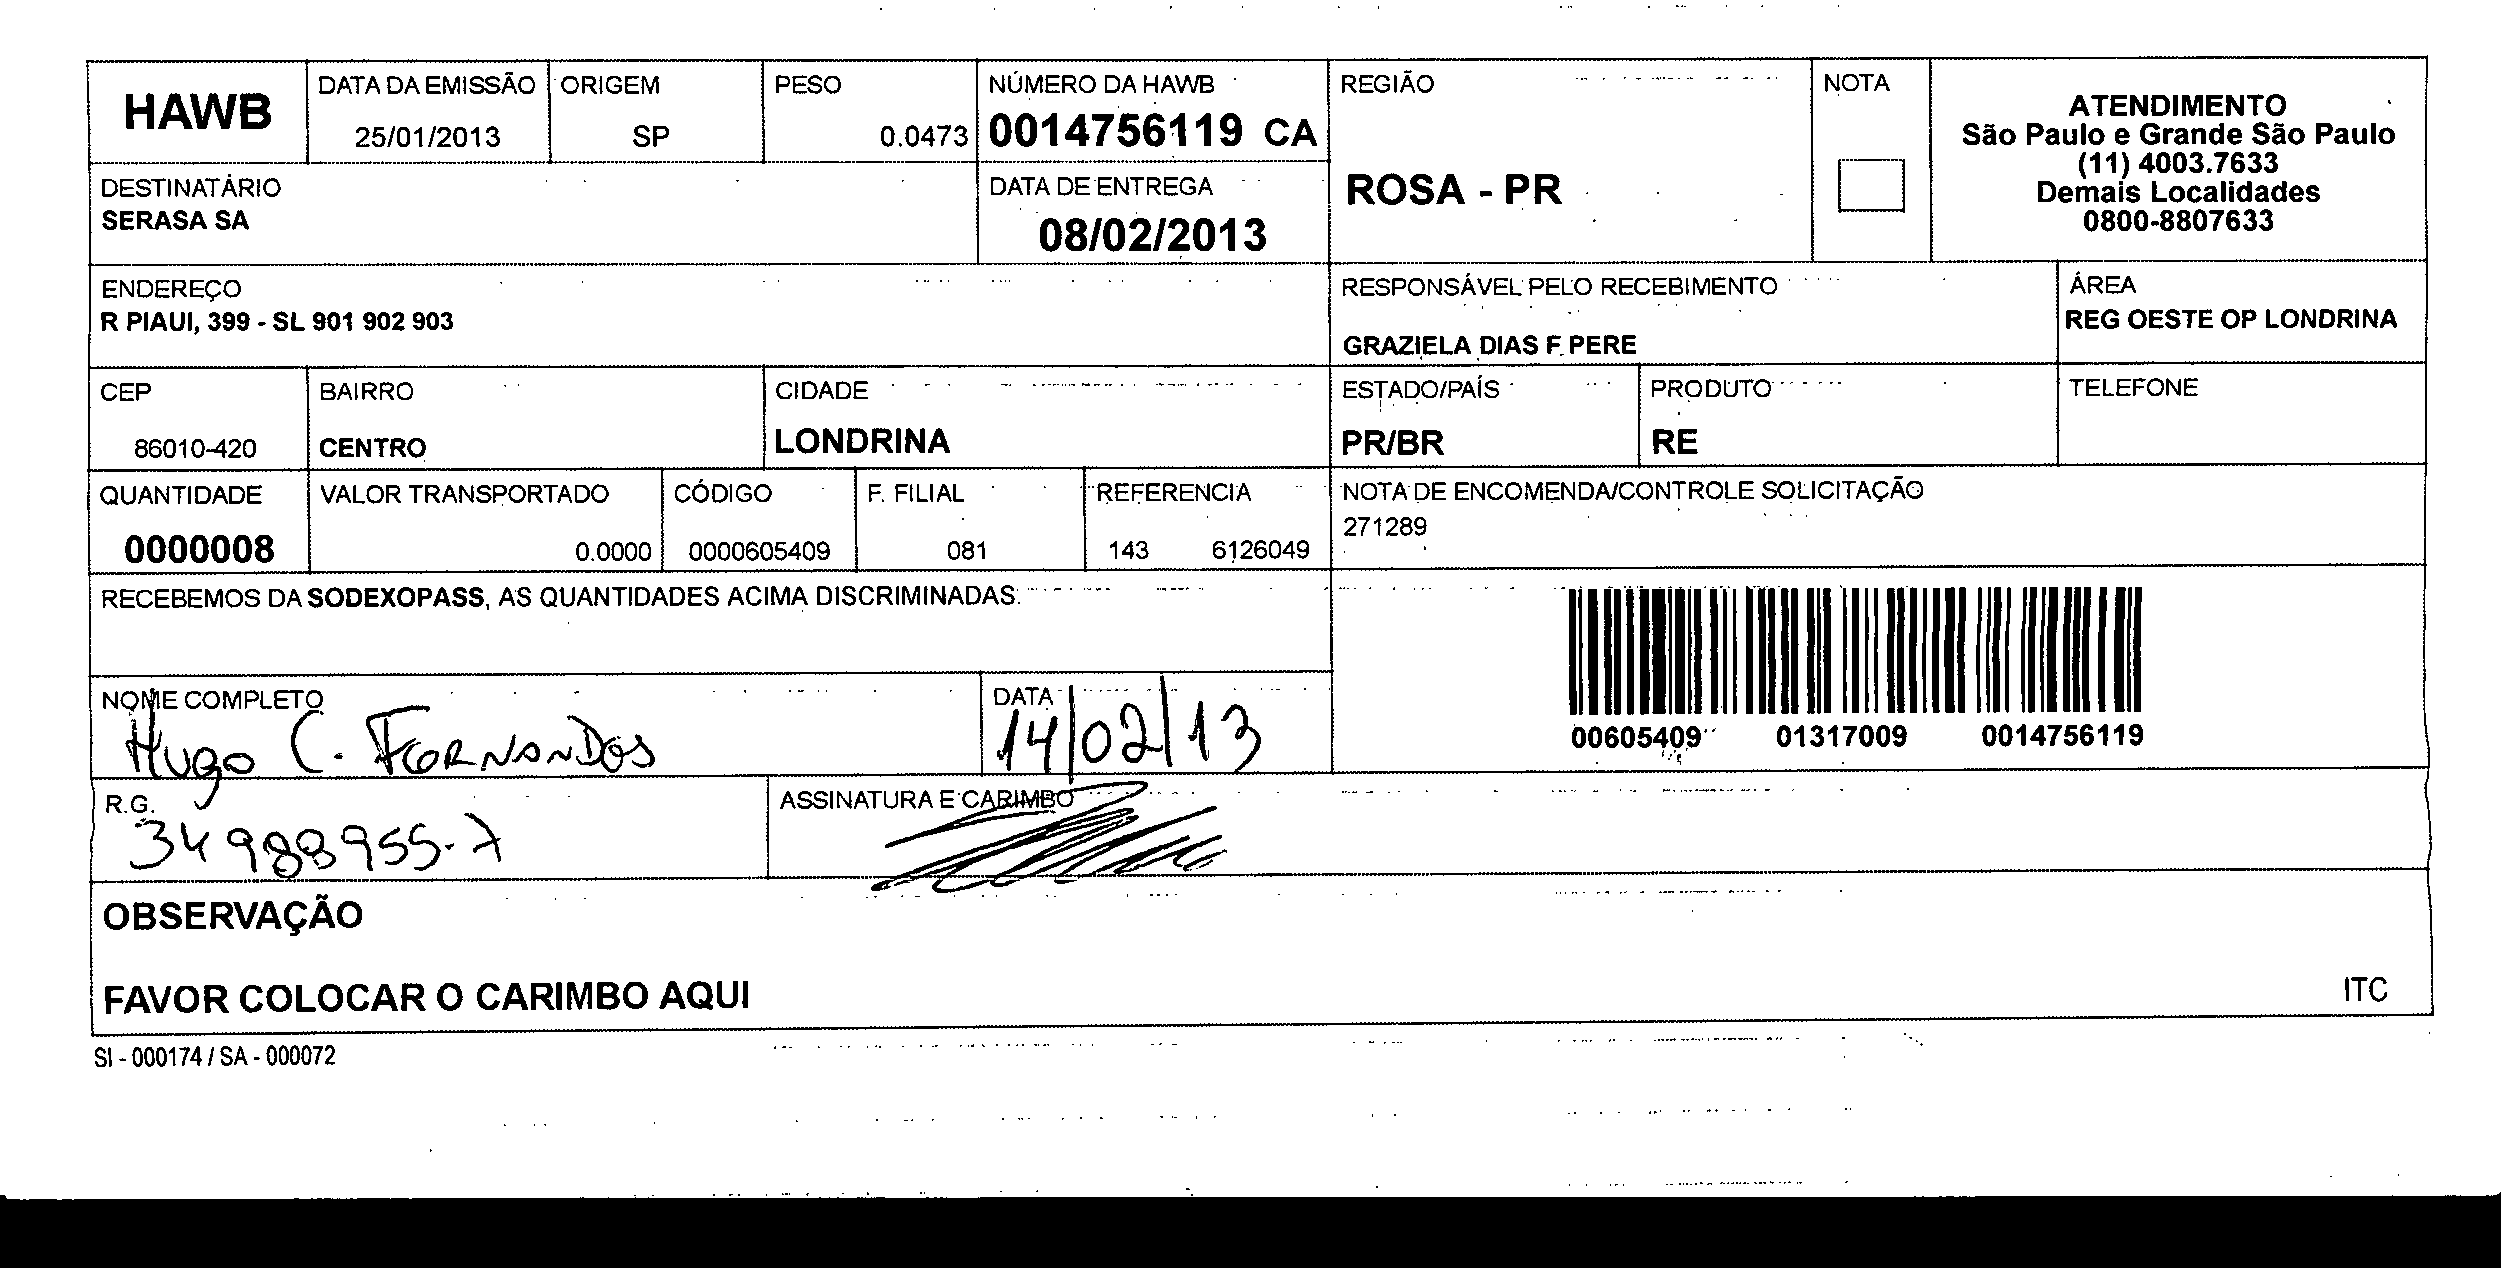 HAWB
DATA DA EMISSÃO
25/01/2013
ORIGEM
SP
PESO
0.0473
NÚMERO DA HAWB
0014756119 CA
REGIÃO
ROSA - PR
NOTA
ATENDIMENTO
São Paulo e Grande São Paulo
(11) 4003.7633
Demais Localidades
0800-8807633
DESTINATÁRIO
SERASA SA
DATA DE ENTREGA
08/02/2013
ENDEREÇO
R PIAUI, 399 - SL 901 902 903
RESPONSÁVEL PELO RECEBIMENTO
GRAZIELA DIAS F PERE
ÁREA
REG OESTE OP LONDRINA
CEP
86010-420
BAIRRO
CENTRO
CIDADE
LONDRINA
ESTADO/PAÍS
PR/BR
PRODUTO
RE
TELEFONE
QUANTIDADE
0000008
VALOR TRANSPORTADO
0.0000
CÓDIGO
0000605409
F. FILIAL
081
REFERENCIA
143 6126049
NOTA DE ENCOMENDA/CONTROLE SOLICITAÇÃO
271289
RECEBEMOS DA SODEXOPASS, AS QUANTIDADES ACIMA DISCRIMINADAS.
00605409 01317009 0014756119
NOME COMPLETO
Hugo C. FERNANDES
DATA
14/02/13
R.G.
34988955-7
ASSINATURA E CARIMBO
OBSERVAÇÃO
FAVOR COLOCAR O CARIMBO AQUI
ITC
SI - 000174 / SA - 000072